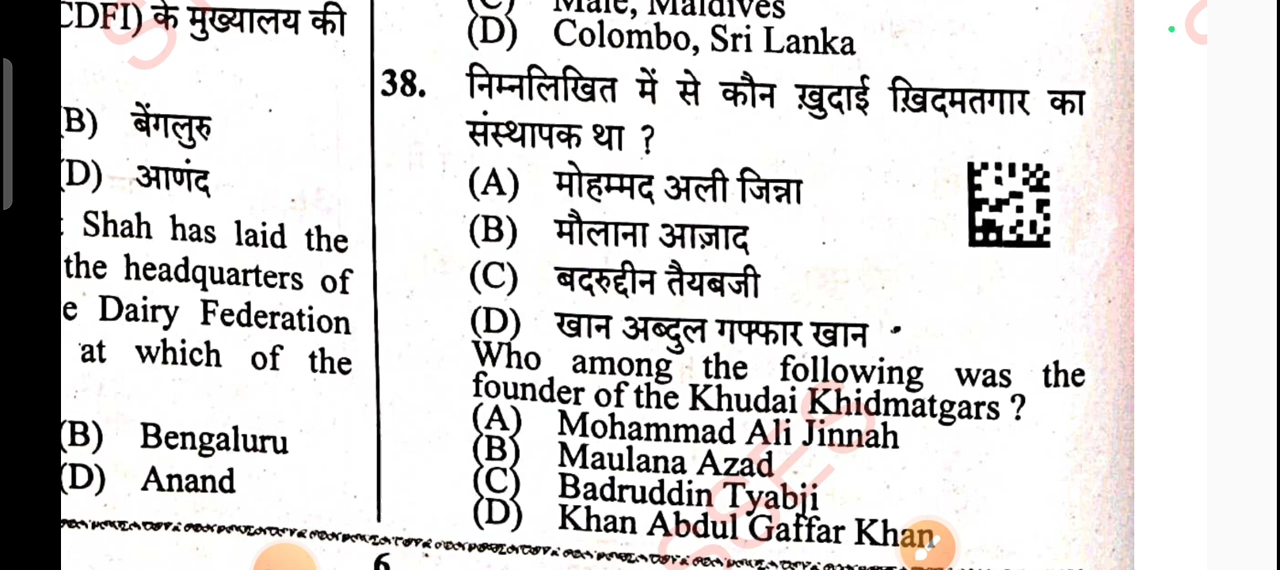 CDFI) के मुख्यालय की
B) बेंगलुरु
(D) आणंद
Shah has laid the
the headquarters of
e Dairy Federation
at which of the
(B) Bengaluru
(D) Anand
(C) Male, Maldives
(D) Colombo, Sri Lanka
38. निम्नलिखित में से कौन ख़ुदाई ख़िदमतगार का
संस्थापक था ?
(A) मोहम्मद अली जिन्ना
(B) मौलाना आज़ाद
(C) बदरुद्दीन तैयबजी
(D) खान अब्दुल गफ्फार खान
Who among the following was the
founder of the Khudai Khidmatgars ?
(A) Mohammad Ali Jinnah
(B) Maulana Azad
(C) Badruddin Tyabji
(D) Khan Abdul Gaffar Khan
6